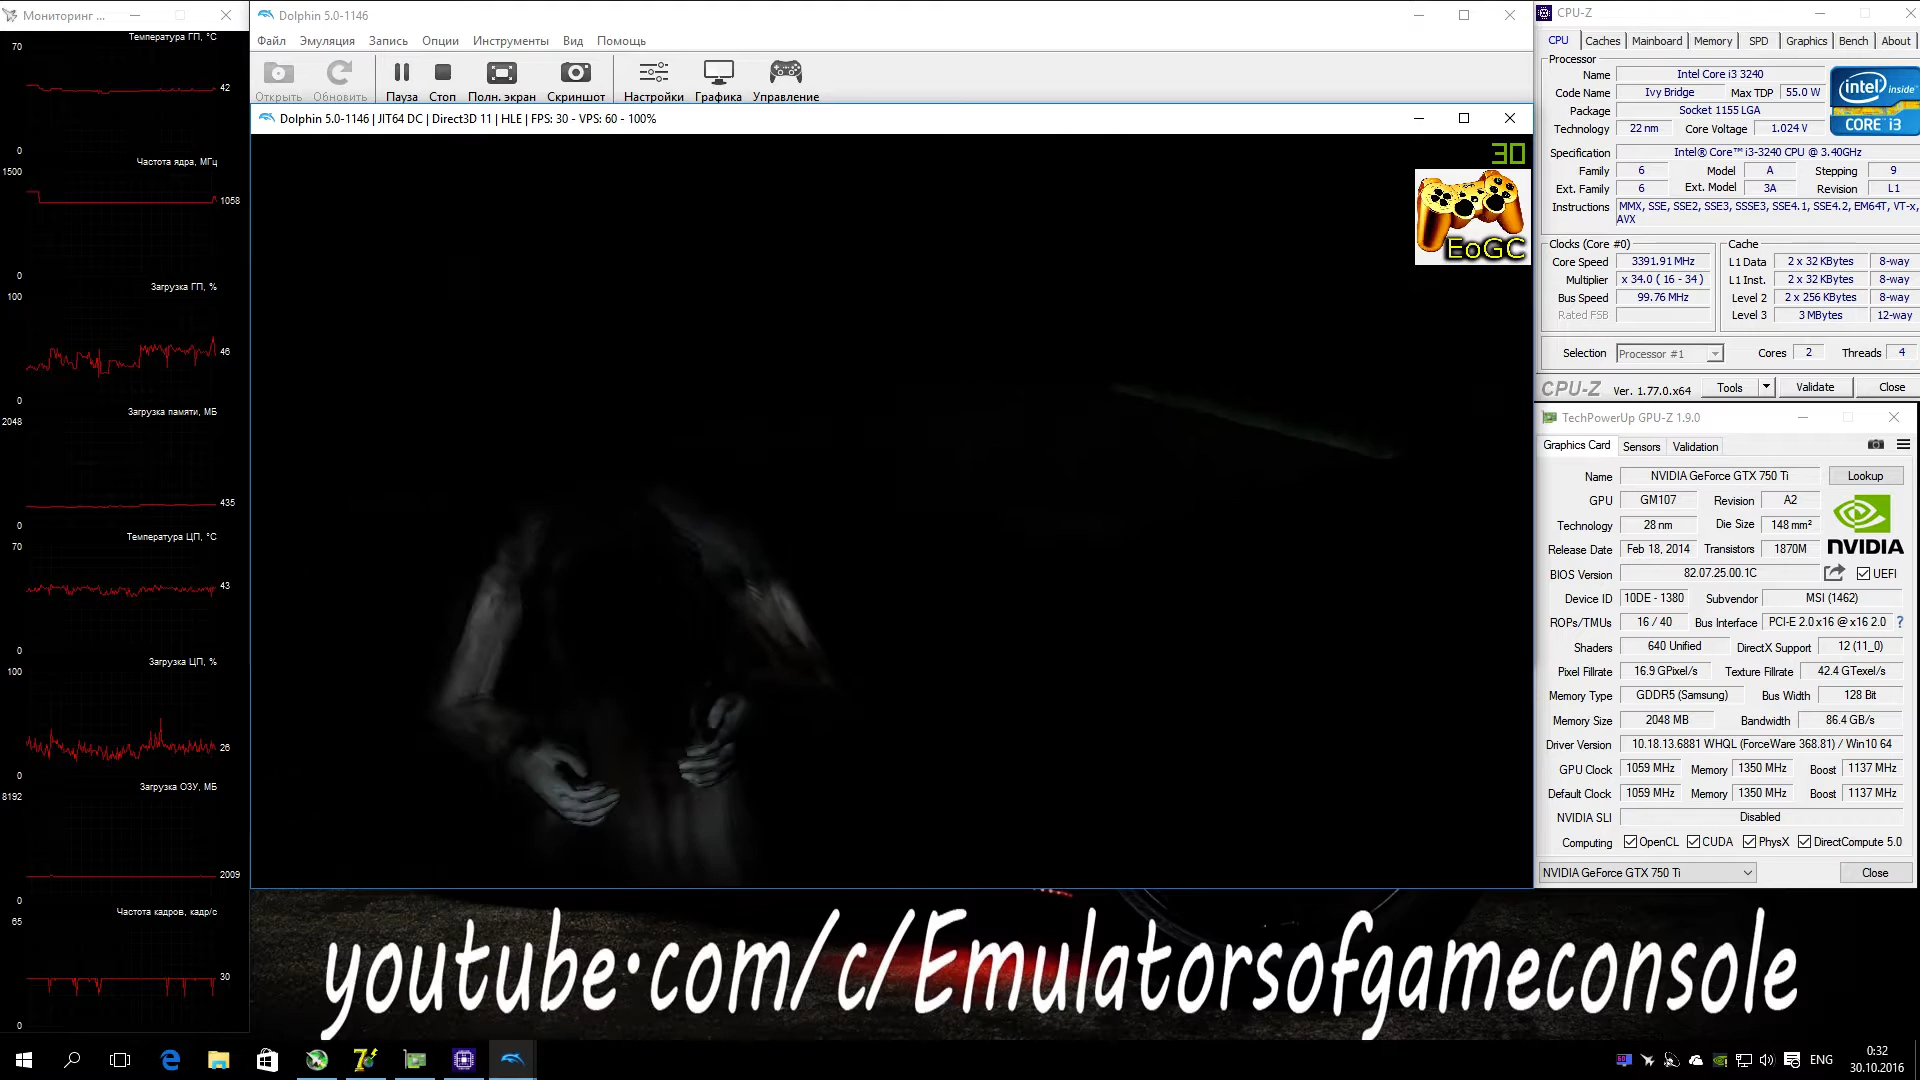 Мониторинг ...
Температура ГП, °C
70
42
0
Частота ядра, МГц
1500
1058
0
Загрузка ГП, %
100
46
0
Загрузка памяти, МБ
2048
435
0
Температура ЦП, °C
70
43
0
Загрузка ЦП, %
100
26
0
Загрузка ОЗУ, МБ
8192
2009
0
Частота кадров, кадр/с
65
30
0
Dolphin 5.0-1146
Файл Эмуляция Запись Опции Инструменты Вид Помощь
Открыть Обновить Пауза Стоп Полн. экран Скриншот Настройки Графика Управление
Dolphin 5.0-1146 | JIT64 DC | Direct3D 11 | HLE | FPS: 30 - VPS: 60 - 100%
30
EoGC
CPU-Z
CPU Caches Mainboard Memory SPD Graphics Bench About
Processor
Name Intel Core i3 3240
Code Name Ivy Bridge Max TDP 55.0 W
Package Socket 1155 LGA
Technology 22 nm Core Voltage 1.024 V
intel inside
CORE i3
Specification Intel® Core™ i3-3240 CPU @ 3.40GHz
Family 6 Model A Stepping 9
Ext. Family 6 Ext. Model 3A Revision L1
Instructions MMX, SSE, SSE2, SSE3, SSSE3, SSE4.1, SSE4.2, EM64T, VT-x,
AVX
Clocks (Core #0)
Core Speed 3391.91 MHz
Multiplier x 34.0 ( 16 - 34 )
Bus Speed 99.76 MHz
Rated FSB
Cache
L1 Data 2 x 32 KBytes 8-way
L1 Inst. 2 x 32 KBytes 8-way
Level 2 2 x 256 KBytes 8-way
Level 3 3 MBytes 12-way
Selection Processor #1 Cores 2 Threads 4
CPU-Z Ver. 1.77.0.x64 Tools Validate Close
TechPowerUp GPU-Z 1.9.0
Graphics Card Sensors Validation
Name NVIDIA GeForce GTX 750 Ti Lookup
GPU GM107 Revision A2
Technology 28 nm Die Size 148 mm²
Release Date Feb 18, 2014 Transistors 1870M
NVIDIA
BIOS Version 82.07.25.00.1C UEFI
Device ID 10DE - 1380 Subvendor MSI (1462)
ROPs/TMUs 16 / 40 Bus Interface PCI-E 2.0 x16 @ x16 2.0 ?
Shaders 640 Unified DirectX Support 12 (11_0)
Pixel Fillrate 16.9 GPixel/s Texture Fillrate 42.4 GTexel/s
Memory Type GDDR5 (Samsung) Bus Width 128 Bit
Memory Size 2048 MB Bandwidth 86.4 GB/s
Driver Version 10.18.13.6881 WHQL (ForceWare 368.81) / Win10 64
GPU Clock 1059 MHz Memory 1350 MHz Boost 1137 MHz
Default Clock 1059 MHz Memory 1350 MHz Boost 1137 MHz
NVIDIA SLI Disabled
Computing OpenCL CUDA PhysX DirectCompute 5.0
NVIDIA GeForce GTX 750 Ti Close
youtube.com/c/Emulatorsofgameconsole
ENG
0:32
30.10.2016